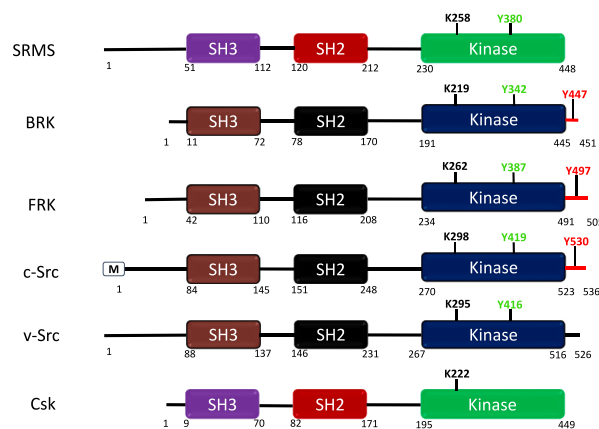 K258 Y380
SRMS SH3 SH2 Kinase
1 51 112 120 212 230 448
K219 Y342 Y447
BRK SH3 SH2 Kinase
1 11 72 78 170 191 445 451
K262 Y387 Y497
FRK SH3 SH2 Kinase
1 42 110 116 208 234 491 505
K298 Y419 Y530
c-Src M SH3 SH2 Kinase
1 84 145 151 248 270 523 536
K295 Y416
v-Src SH3 SH2 Kinase
1 88 137 146 231 267 516 526
K222
Csk SH3 SH2 Kinase
1 9 70 82 171 195 449